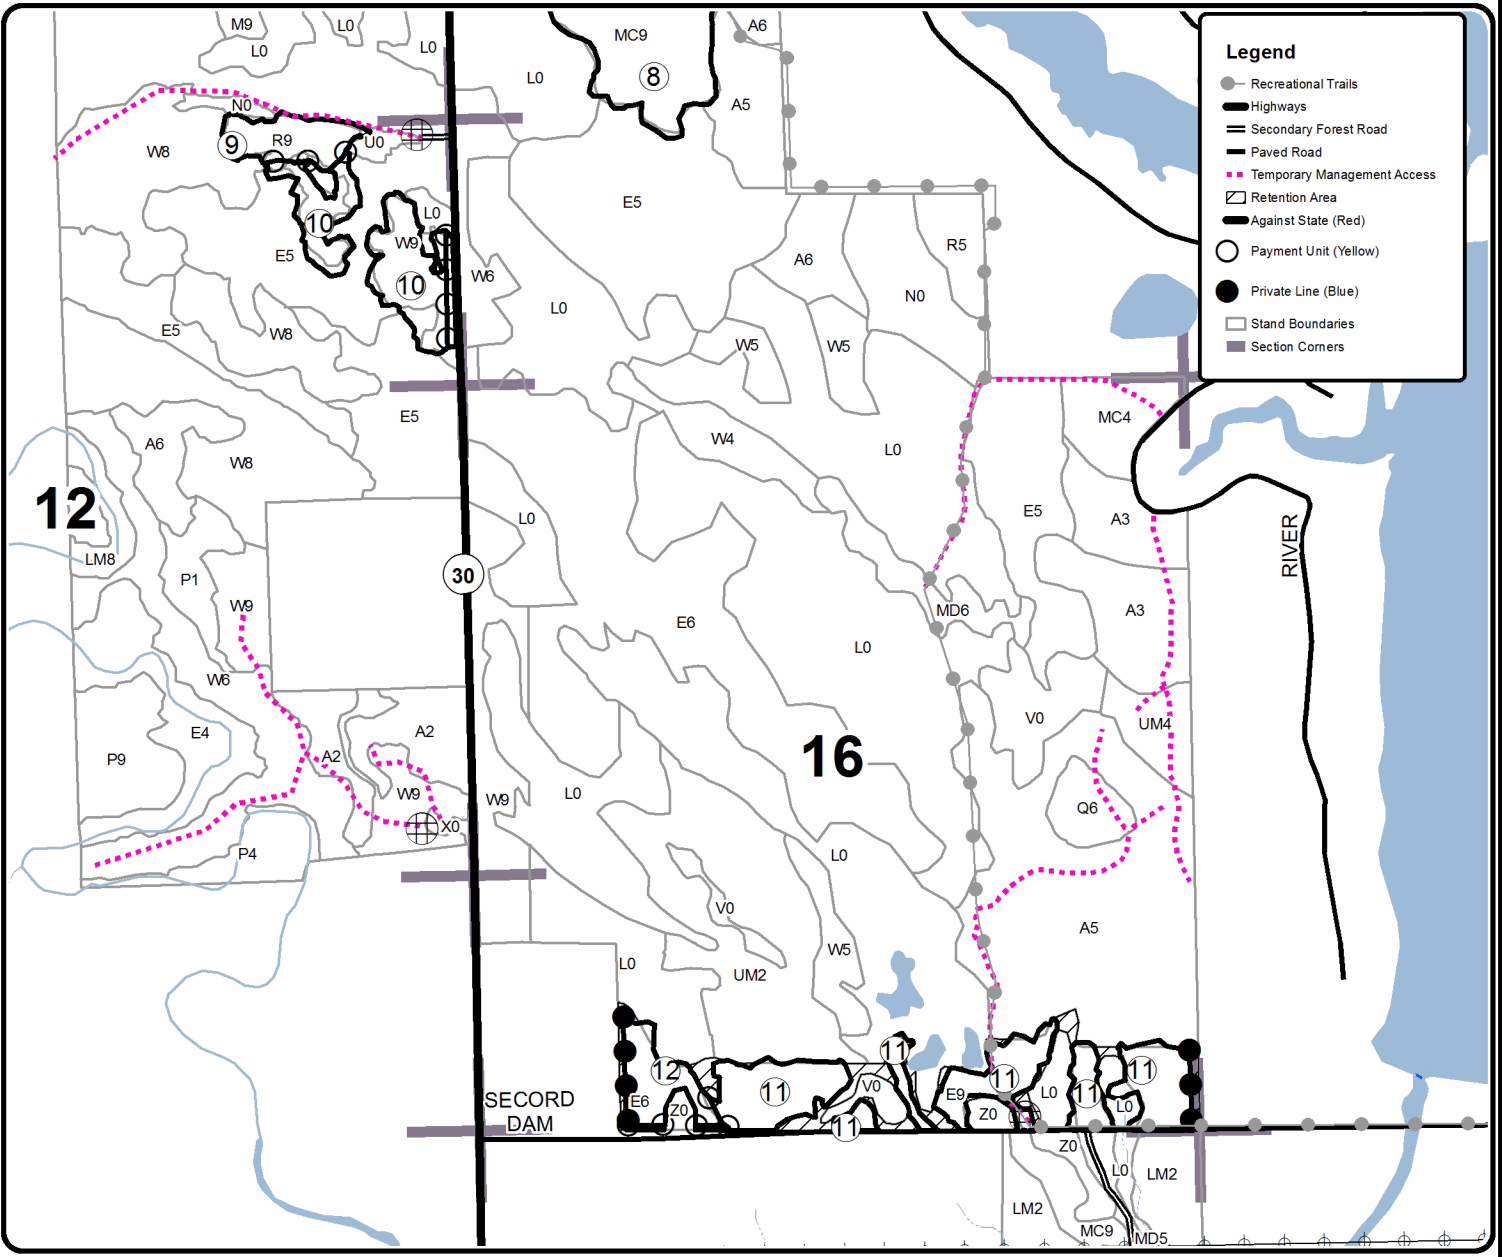 M9
L0
L0
L0
MC9
A6
L0
8
A5
N0
9
R9
U0
W8
10
L0
W9
E5
10
W6
E5
L0
A6
R5
N0
E5
W8
W5
W5
E5
A6
W8
W4
L0
MC4
12
LM8
L0
E5
A3
RIVER
30
P1
W9
MD6
A3
E6
L0
W6
E4
A2
A2
V0
UM4
P9
16
W9
W9
L0
Q6
X0
P4
L0
V0
A5
W5
L0
UM2
SECORD
DAM
12
E6
Z0
11
V0
11
11
E9
11
Z0
L0
11
11
L0
Z0
L0
LM2
LM2
MC9
MD5
Legend
Recreational Trails
Highways
Secondary Forest Road
Paved Road
Temporary Management Access
Retention Area
Against State (Red)
Payment Unit (Yellow)
Private Line (Blue)
Stand Boundaries
Section Corners